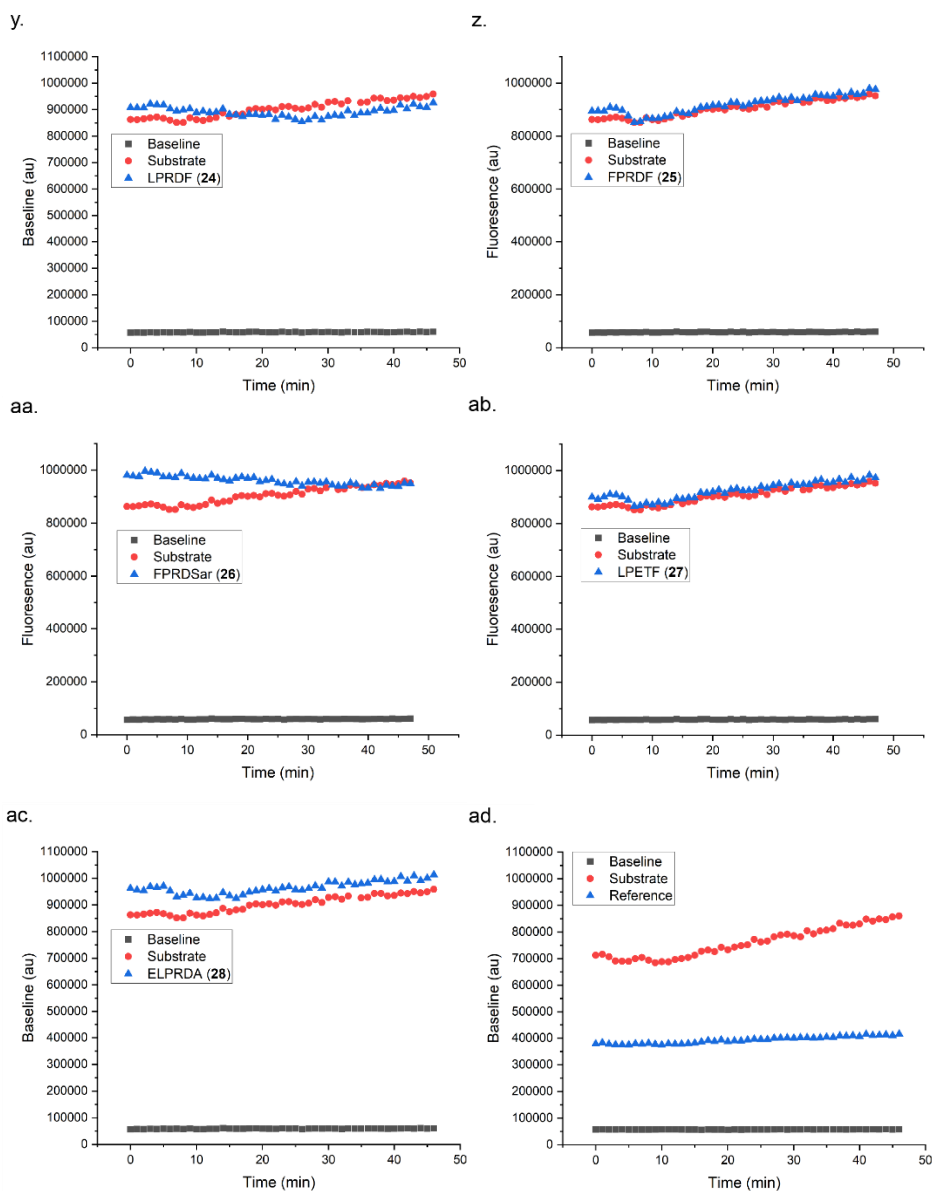 y.
1100000
1000000
900000
800000
700000
600000
500000
400000
300000
200000
100000
0
Baseline (au)
Baseline
Substrate
LPRDF (24)
0
10
20
30
40
50
Time (min)
z.
1000000
800000
600000
400000
200000
0
Fluoresence (au)
Baseline
Substrate
FPRDF (25)
0
10
20
30
40
50
Time (min)
aa.
1000000
800000
600000
400000
200000
0
Fluoresence (au)
Baseline
Substrate
FPRDSar (26)
0
10
20
30
40
50
Time (min)
ab.
1000000
800000
600000
400000
200000
0
Fluoresence (au)
Baseline
Substrate
LPETF (27)
0
10
20
30
40
50
Time (min)
ac.
1100000
1000000
900000
800000
700000
600000
500000
400000
300000
200000
100000
0
Baseline (au)
Baseline
Substrate
ELPRDA (28)
0
10
20
30
40
50
Time (min)
ad.
1100000
1000000
900000
800000
700000
600000
500000
400000
300000
200000
100000
0
Baseline (au)
Baseline
Substrate
Reference
0
10
20
30
40
50
Time (min)